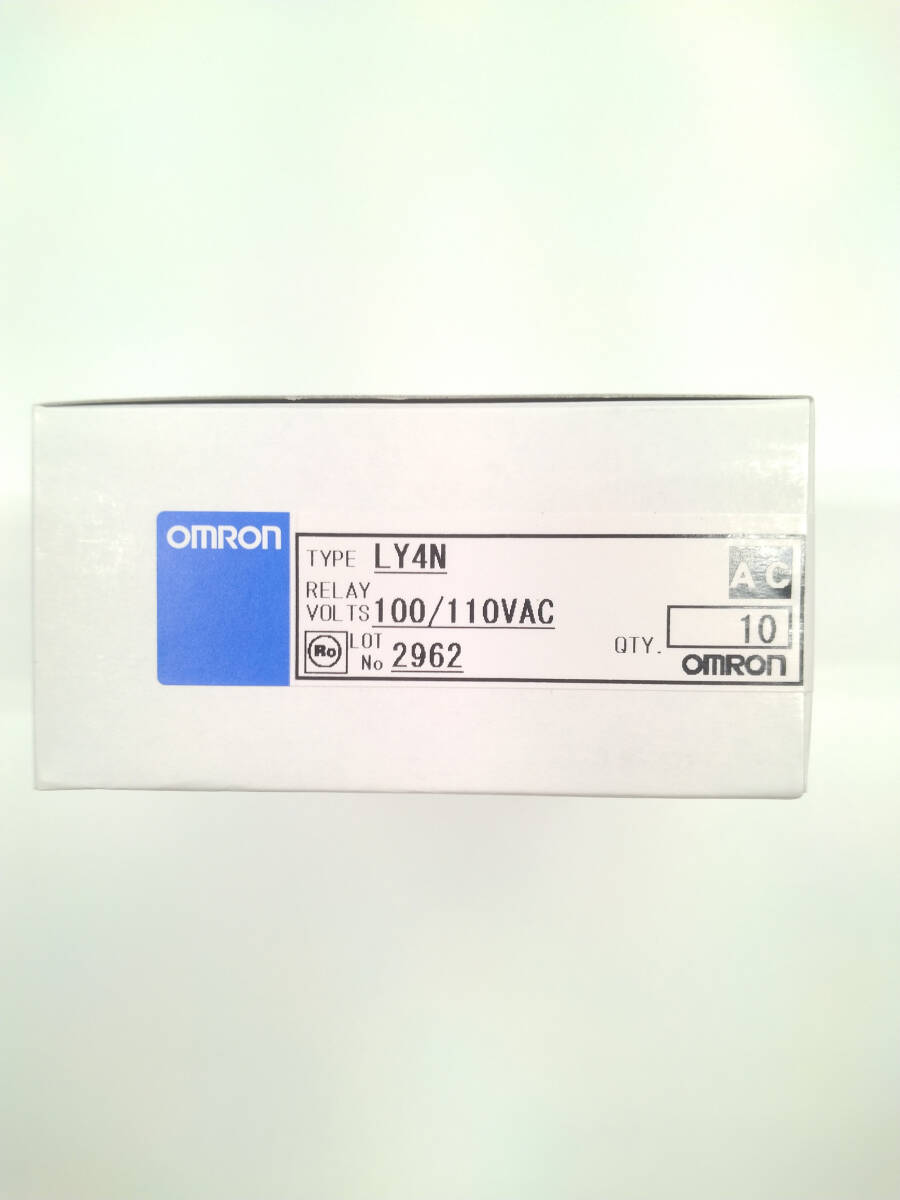 OMRON
TYPE LY4N
AC
RELAY
VOLTS 100/110VAC
Ro
LOT
No 2962
QTY. 10
OMRON